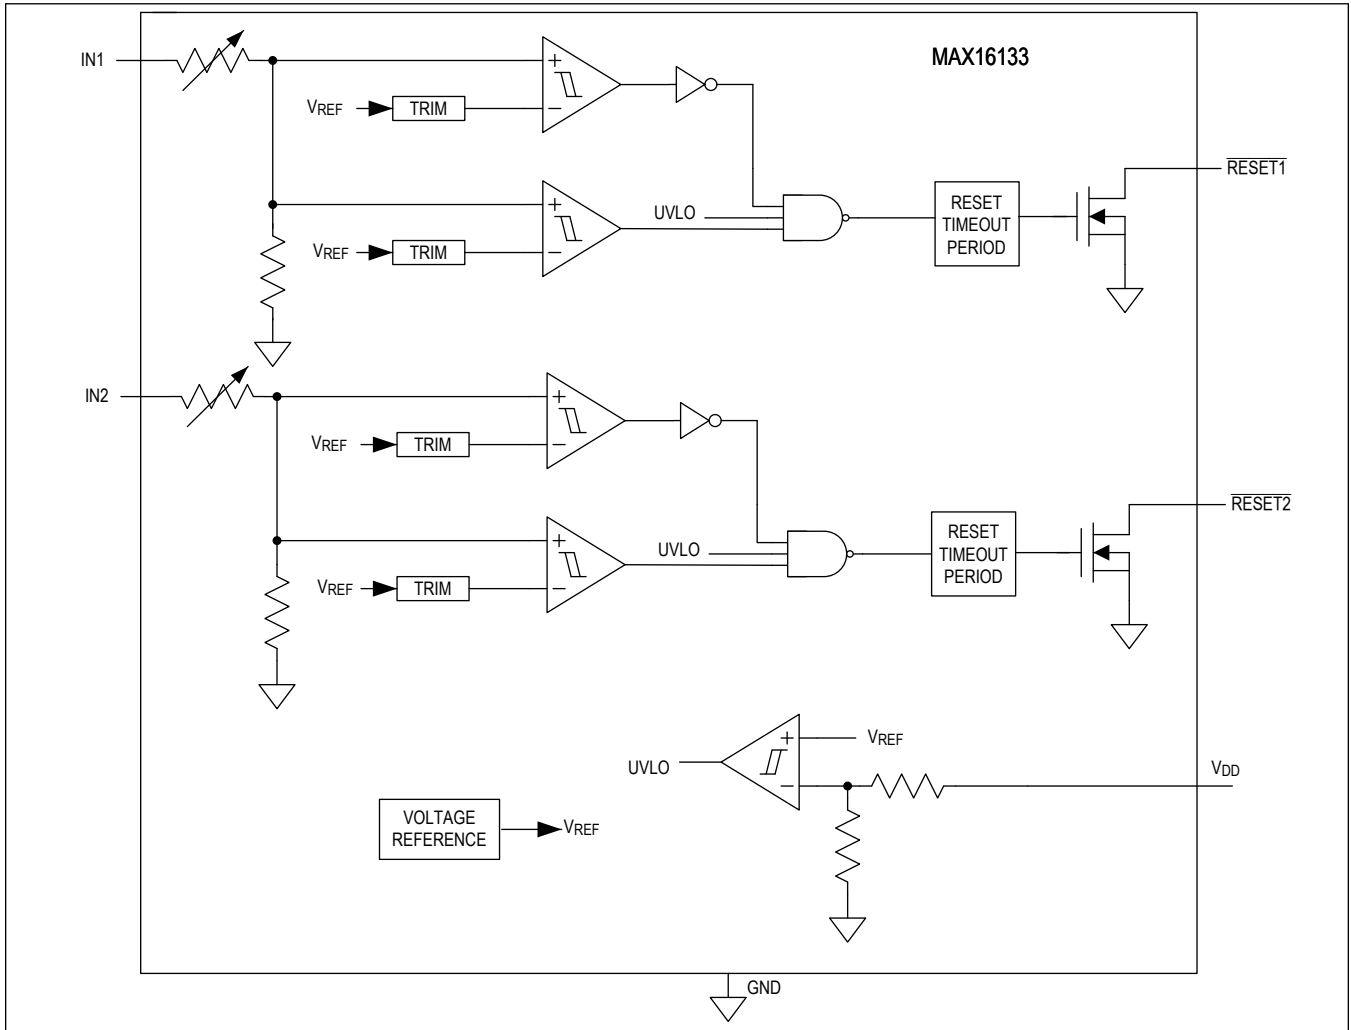 MAX16133
IN1
+
VREF
TRIM
−
RESET1
+
UVLO
RESET
TIMEOUT
PERIOD
VREF
TRIM
−
IN2
+
VREF
TRIM
−
RESET2
+
UVLO
RESET
TIMEOUT
PERIOD
VREF
TRIM
−
+
VREF
UVLO
VDD
−
VOLTAGE
REFERENCE
VREF
GND